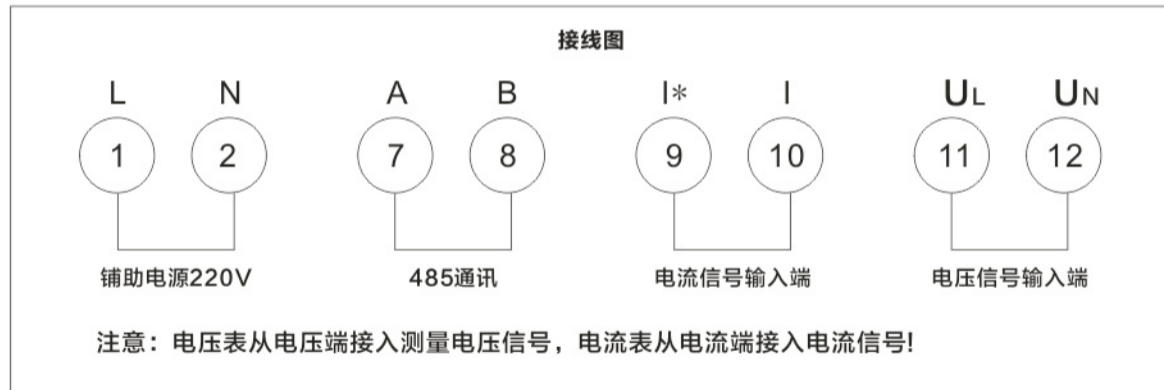 接线图
L N A B I* I UL UN
1 2 7 8 9 10 11 12
铺助电源220V 485通讯 电流信号输入端 电压信号输入端
注意：电压表从电压端接入测量电压信号，电流表从电流端接入电流信号!